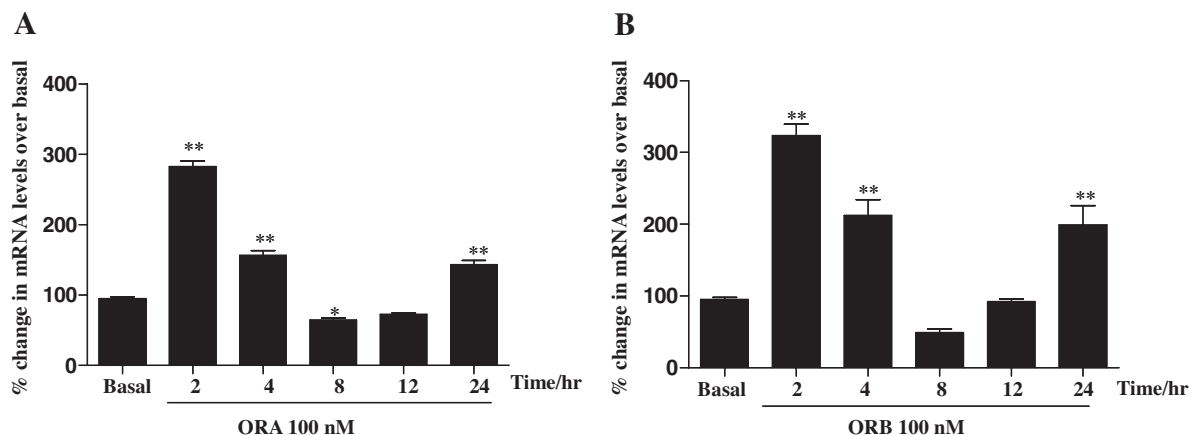 A
% change in mRNA levels over basal
400
300
200
100
0
**
**
*
**
Basal 2 4 8 12 24 Time/hr
ORA 100 nM
B
% change in mRNA levels over basal
400
300
200
100
0
**
**
**
Basal 2 4 8 12 24 Time/hr
ORB 100 nM